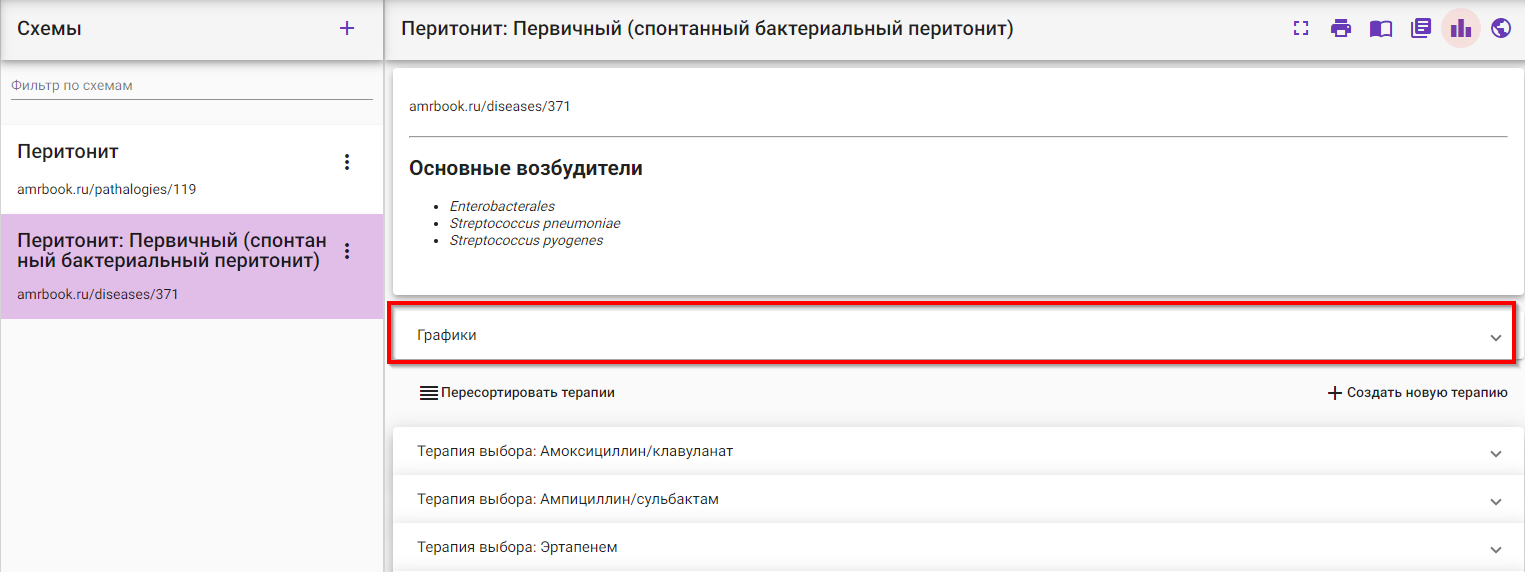 Схемы
Фильтр по схемам
Перитонит
amrbook.ru/pathalogies/119
Перитонит: Первичный (спонтан
ный бактериальный перитонит)
amrbook.ru/diseases/371
Перитонит: Первичный (спонтанный бактериальный перитонит)
amrbook.ru/diseases/371
Основные возбудители
Enterobacterales
Streptococcus pneumoniae
Streptococcus pyogenes
Графики
Пересортировать терапии
Создать новую терапию
Терапия выбора: Амоксициллин/клавуланат
Терапия выбора: Ампициллин/сульбактам
Терапия выбора: Эртапенем